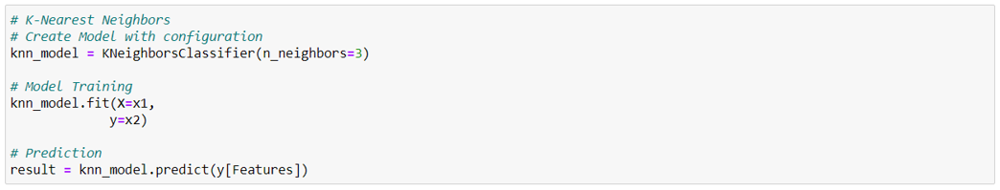 # K-Nearest Neighbors
# Create Model with configuration
knn_model = KNeighborsClassifier(n_neighbors=3)
# Model Training
knn_model.fit(X=x1,
y=x2)
# Prediction
result = knn_model.predict(y[Features])